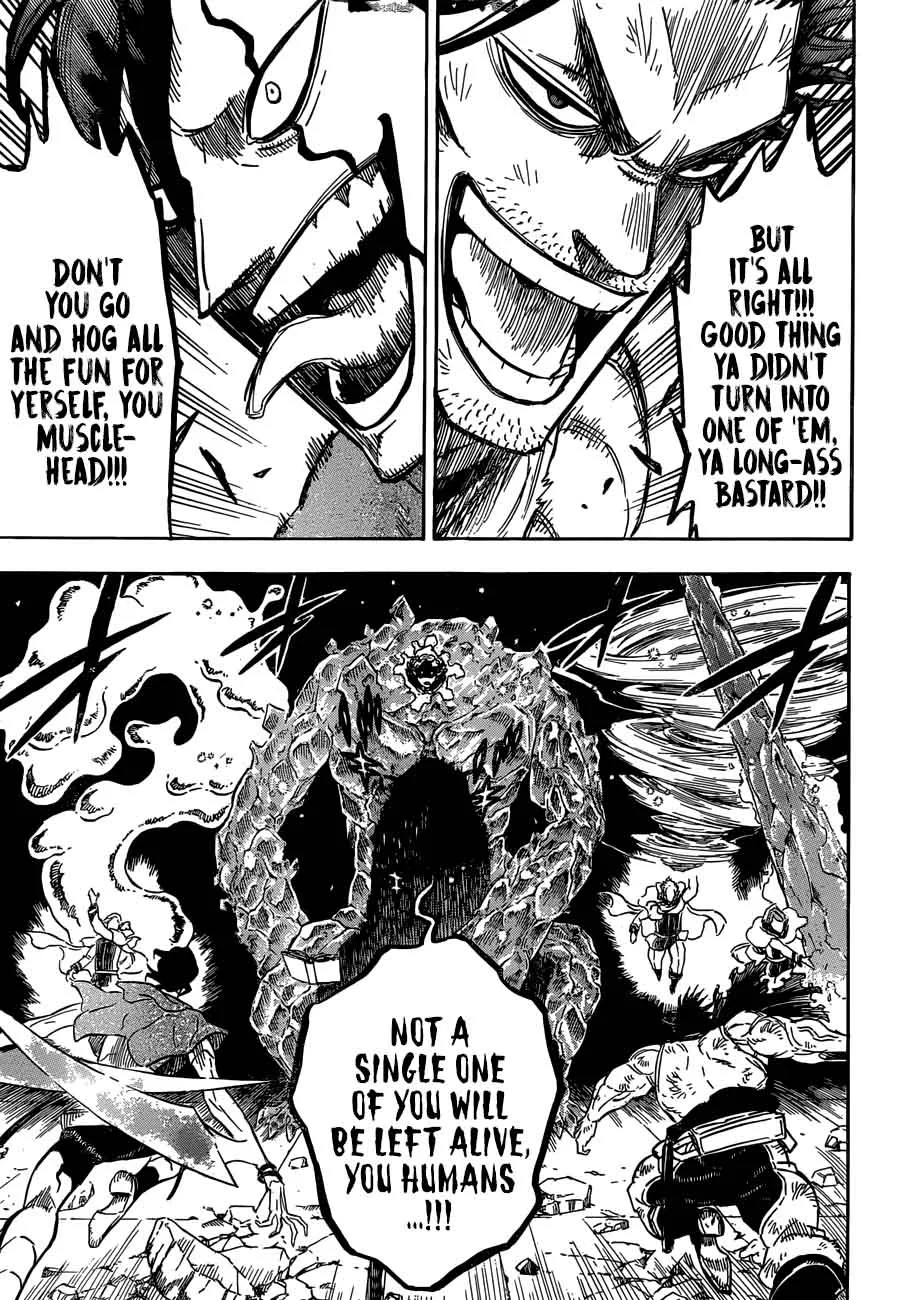 BUT
IT'S ALL
RIGHT!!!
GOOD THING
YA DIDN'T
TURN INTO
ONE OF 'EM,
YA LONG-ASS
BASTARD!!
DON'T
YOU GO
AND HOG ALL
THE FUN FOR
YERSELF, YOU
MUSCLE-
HEAD!!!
NOT A
SINGLE ONE
OF YOU WILL
BE LEFT ALIVE,
YOU HUMANS
...!!!